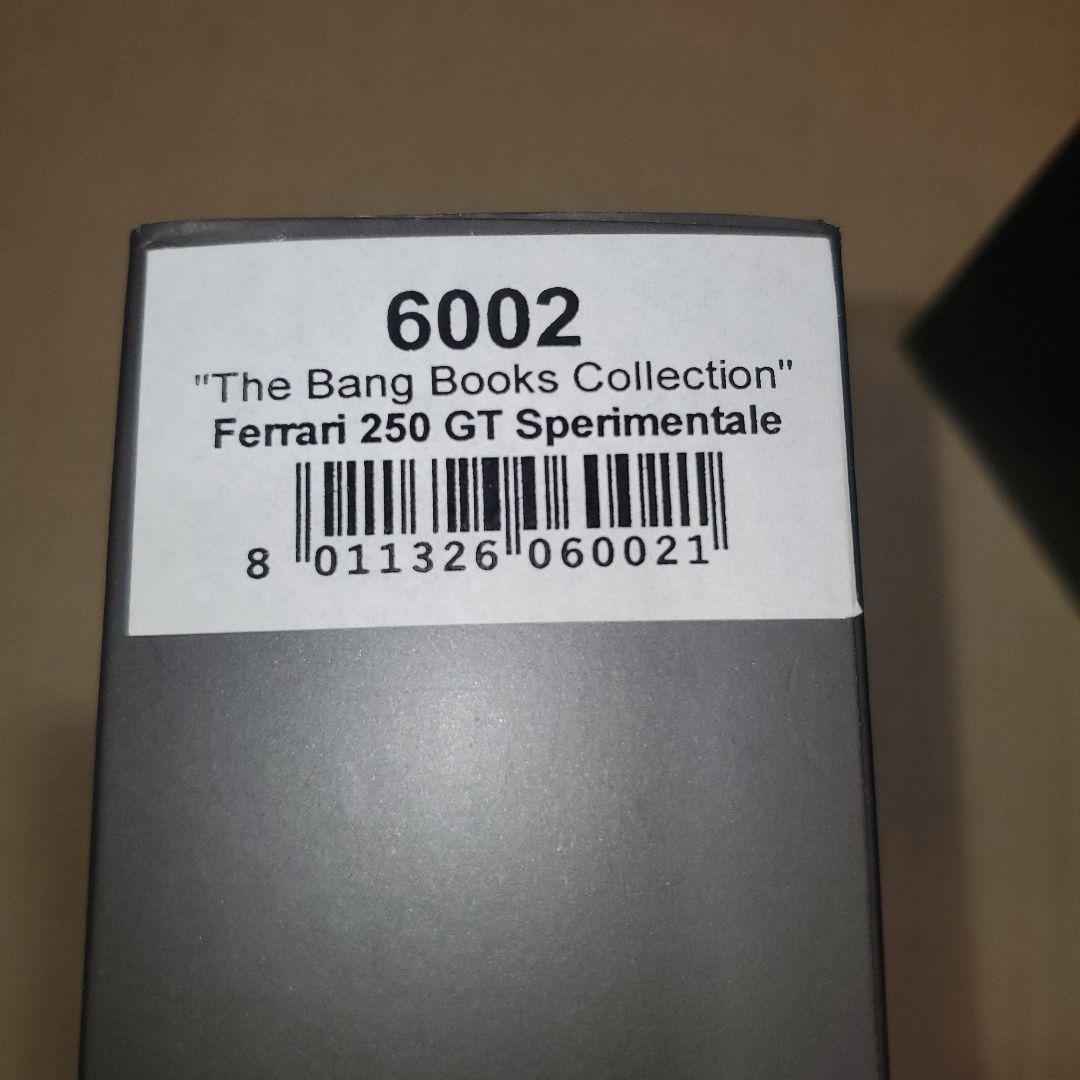 6002
"The Bang Books Collection"
Ferrari 250 GT Sperimentale
8 011326 060021